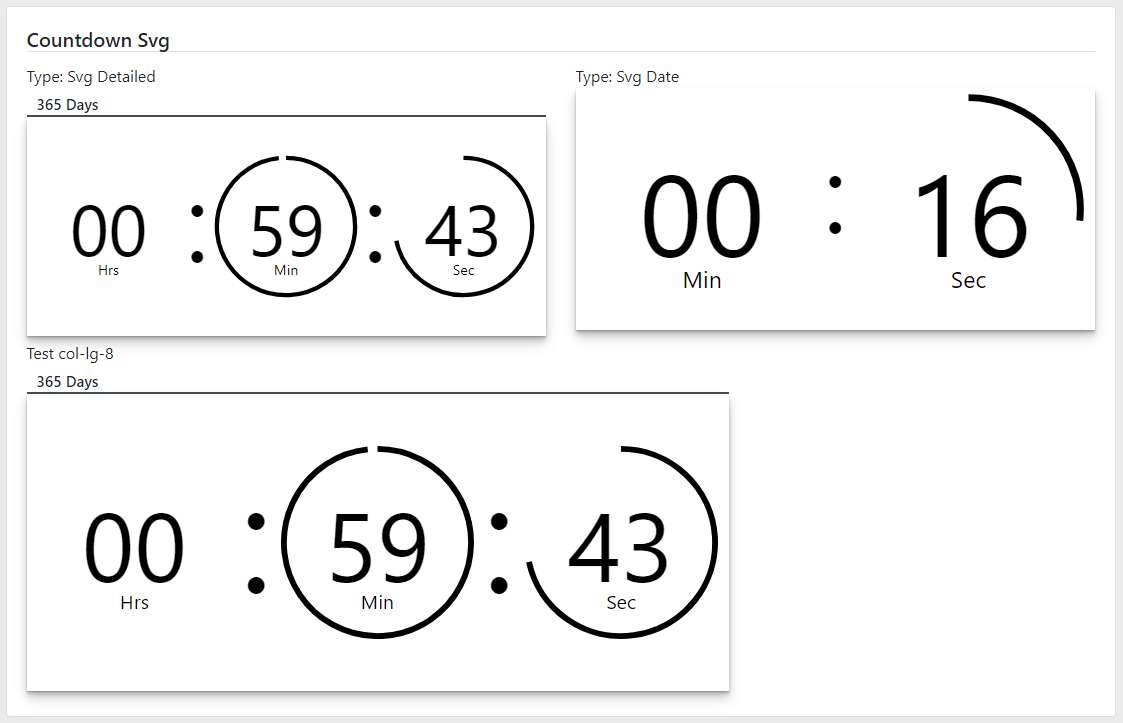 Countdown Svg
Type: Svg Detailed
365 Days
00 : 59 : 43
Hrs Min Sec
Type: Svg Date
00 : 16
Min Sec
Test col-lg-8
365 Days
00 : 59 : 43
Hrs Min Sec